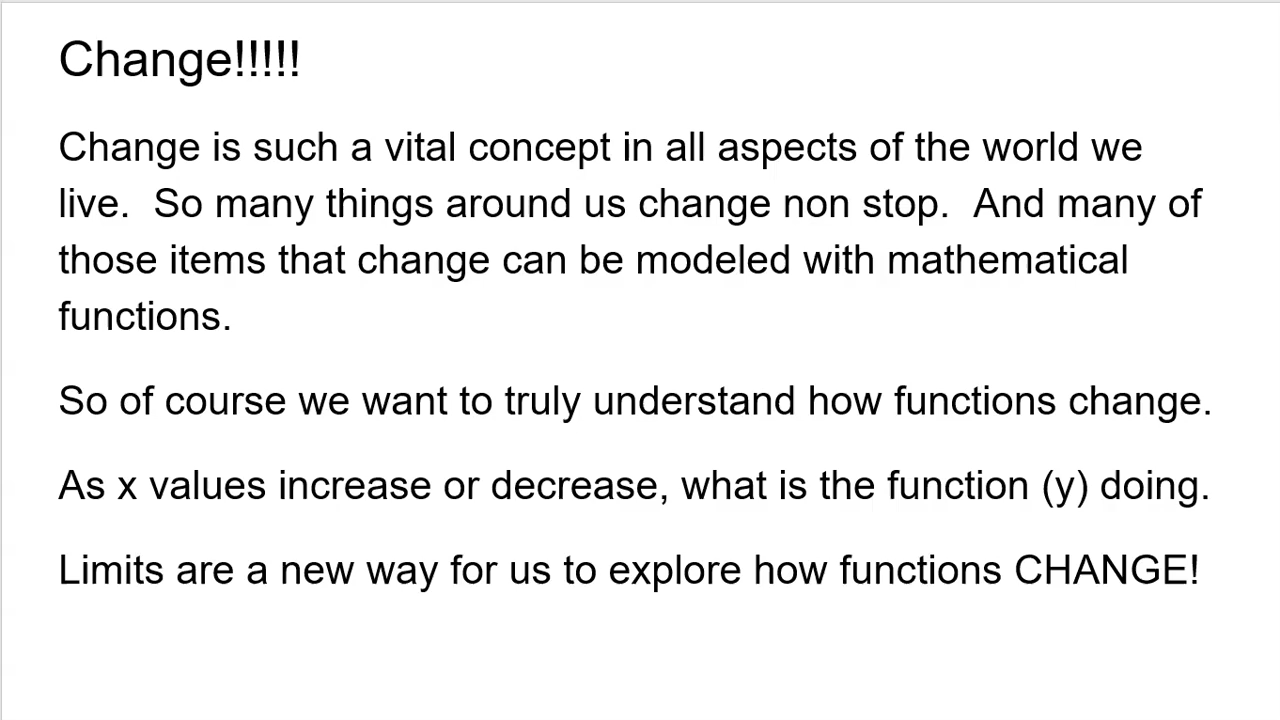 Change!!!!!
Change is such a vital concept in all aspects of the world we
live.  So many things around us change non stop.  And many of
those items that change can be modeled with mathematical
functions.
So of course we want to truly understand how functions change.
As x values increase or decrease, what is the function (y) doing.
Limits are a new way for us to explore how functions CHANGE!